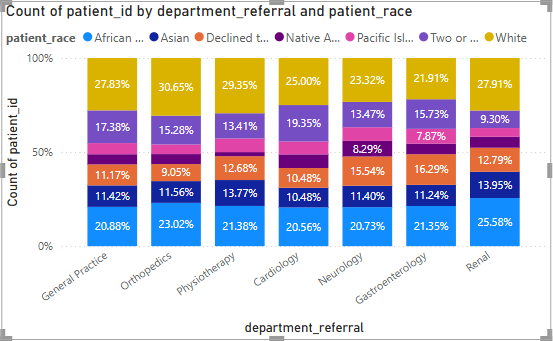 Count of patient_id by department_referral and patient_race
patient_race African ... Asian Declined t... Native A... Pacific Isl... Two or ... White
Count of patient_id
100%
50%
0%
27.83% 30.65% 29.35% 25.00% 23.32% 21.91% 27.91%
17.38% 15.28% 13.41% 19.35% 13.47% 15.73% 9.30%
7.87%
8.29%
11.17% 9.05% 12.68% 10.48% 15.54% 16.29% 12.79%
11.42% 11.56% 13.77% 10.48% 11.40% 11.24% 13.95%
20.88% 23.02% 21.38% 20.56% 20.73% 21.35% 25.58%
General Practice
Orthopedics
Physiotherapy
Cardiology
Neurology
Gastroenterology
Renal
department_referral